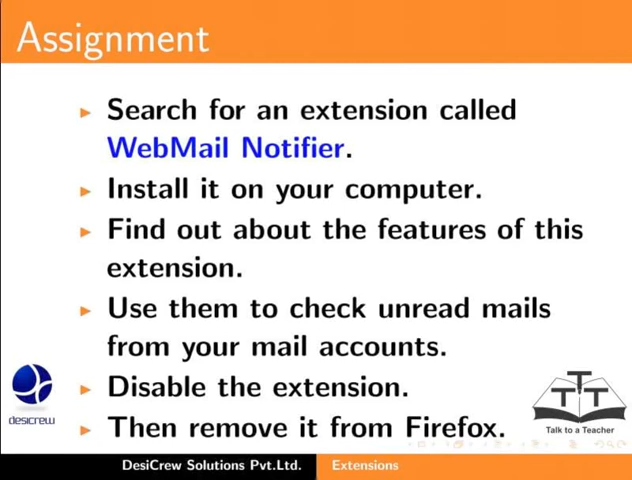 Assignment
Search for an extension called
WebMail Notifier.
Install it on your computer.
Find out about the features of this
extension.
Use them to check unread mails
from your mail accounts.
Disable the extension.
Then remove it from Firefox.
desicrew
TTT
Talk to a Teacher
DesiCrew Solutions Pvt.Ltd.
Extensions